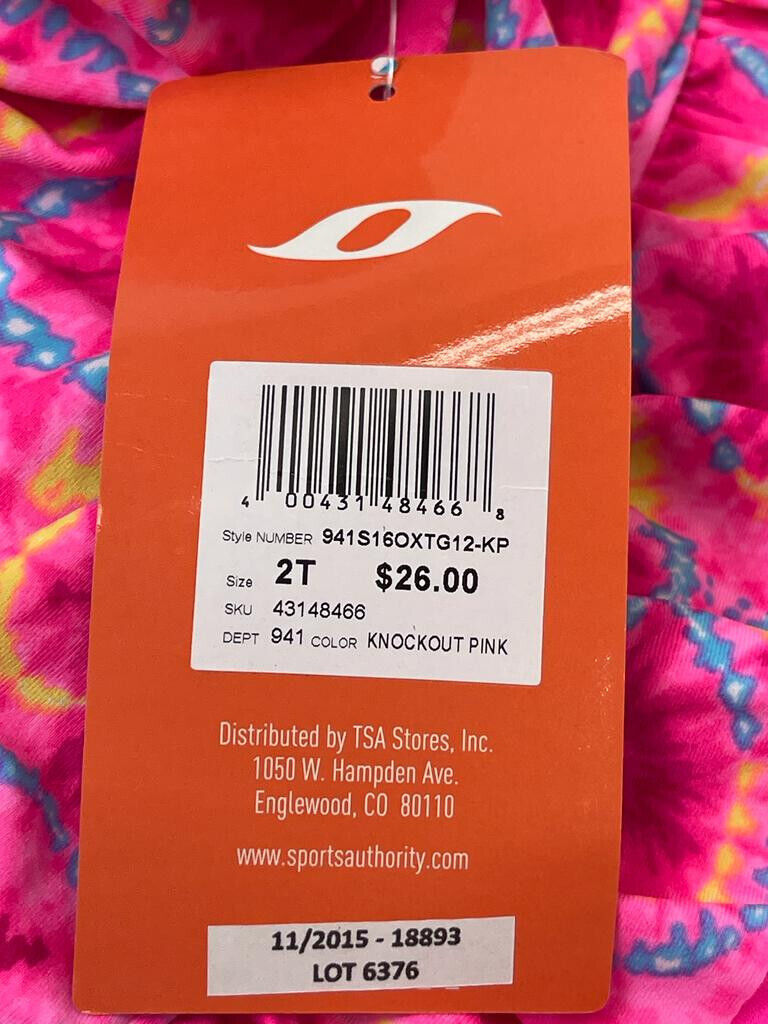 4 00431 48466 8
Style NUMBER 941S16OXTG12-KP
Size 2T $26.00
SKU 43148466
DEPT 941 COLOR KNOCKOUT PINK
Distributed by TSA Stores, Inc.
1050 W. Hampden Ave.
Englewood, CO 80110
www.sportsauthority.com
11/2015 - 18893
LOT 6376